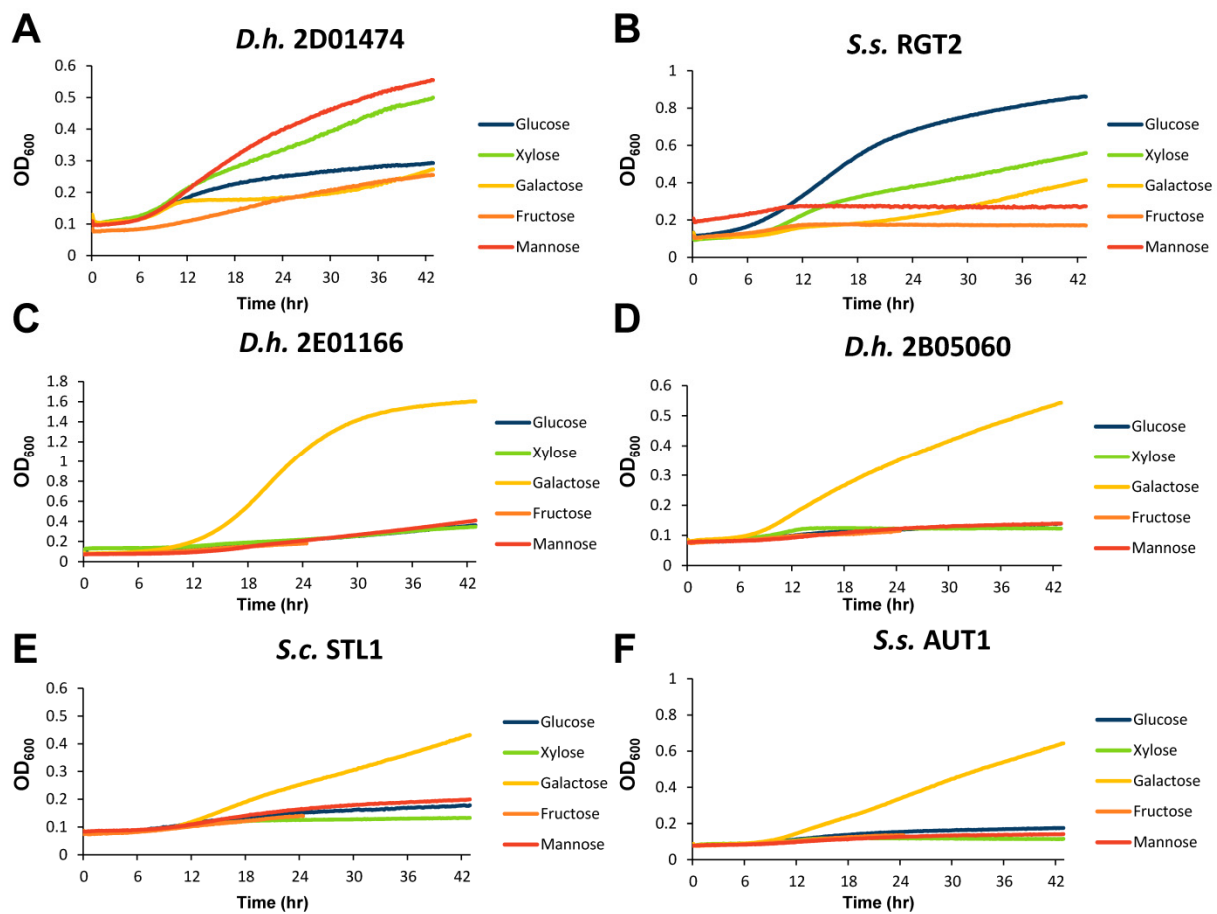 A
D.h. 2D01474
OD600
0.6
0.5
0.4
0.3
0.2
0.1
0
0 6 12 18 24 30 36 42
Time (hr)
Glucose
Xylose
Galactose
Fructose
Mannose
B
S.s. RGT2
OD600
1
0.8
0.6
0.4
0.2
0
0 6 12 18 24 30 36 42
Time (hr)
Glucose
Xylose
Galactose
Fructose
Mannose
C
D.h. 2E01166
OD600
1.8
1.6
1.4
1.2
1
0.8
0.6
0.4
0.2
0
0 6 12 18 24 30 36 42
Time (hr)
Glucose
Xylose
Galactose
Fructose
Mannose
D
D.h. 2B05060
OD600
0.6
0.5
0.4
0.3
0.2
0.1
0
0 6 12 18 24 30 36 42
Time (hr)
Glucose
Xylose
Galactose
Fructose
Mannose
E
S.c. STL1
OD600
0.6
0.5
0.4
0.3
0.2
0.1
0
0 6 12 18 24 30 36 42
Time (hr)
Glucose
Xylose
Galactose
Fructose
Mannose
F
S.s. AUT1
OD600
1
0.8
0.6
0.4
0.2
0
0 6 12 18 24 30 36 42
Time (hr)
Glucose
Xylose
Galactose
Fructose
Mannose